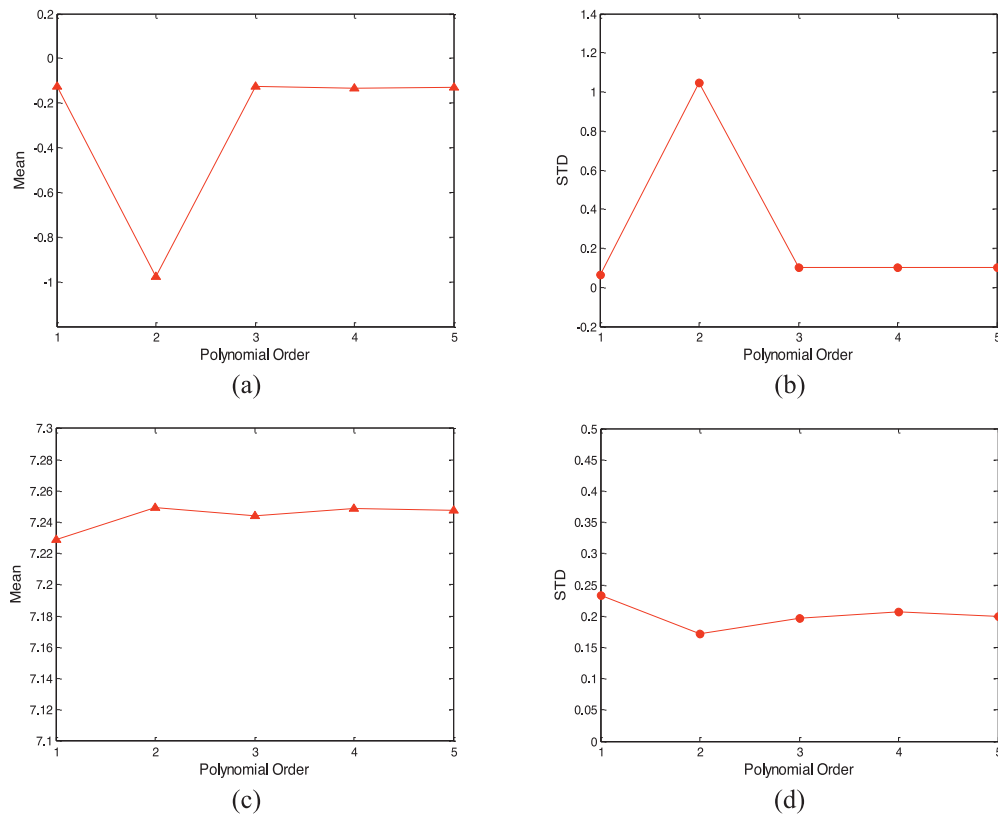 0.2
0
-0.2
-0.4
-0.6
-0.8
-1
Mean
1 2 3 4 5
Polynomial Order
(a)
1.4
1.2
1
0.8
0.6
0.4
0.2
0
-0.2
STD
1 2 3 4 5
Polynomial Order
(b)
7.3
7.28
7.26
7.24
7.22
7.2
7.18
7.16
7.14
7.12
7.1
Mean
1 2 3 4 5
Polynomial Order
(c)
0.5
0.45
0.4
0.35
0.3
0.25
0.2
0.15
0.1
0.05
0
STD
1 2 3 4 5
Polynomial Order
(d)